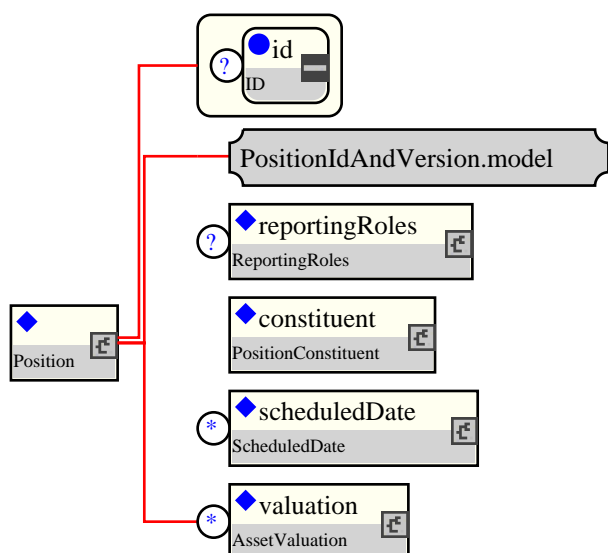 id
?
ID
PositionIdAndVersion.model
reportingRoles
?
ReportingRoles
constituent
Position
PositionConstituent
scheduledDate
*
ScheduledDate
valuation
*
AssetValuation